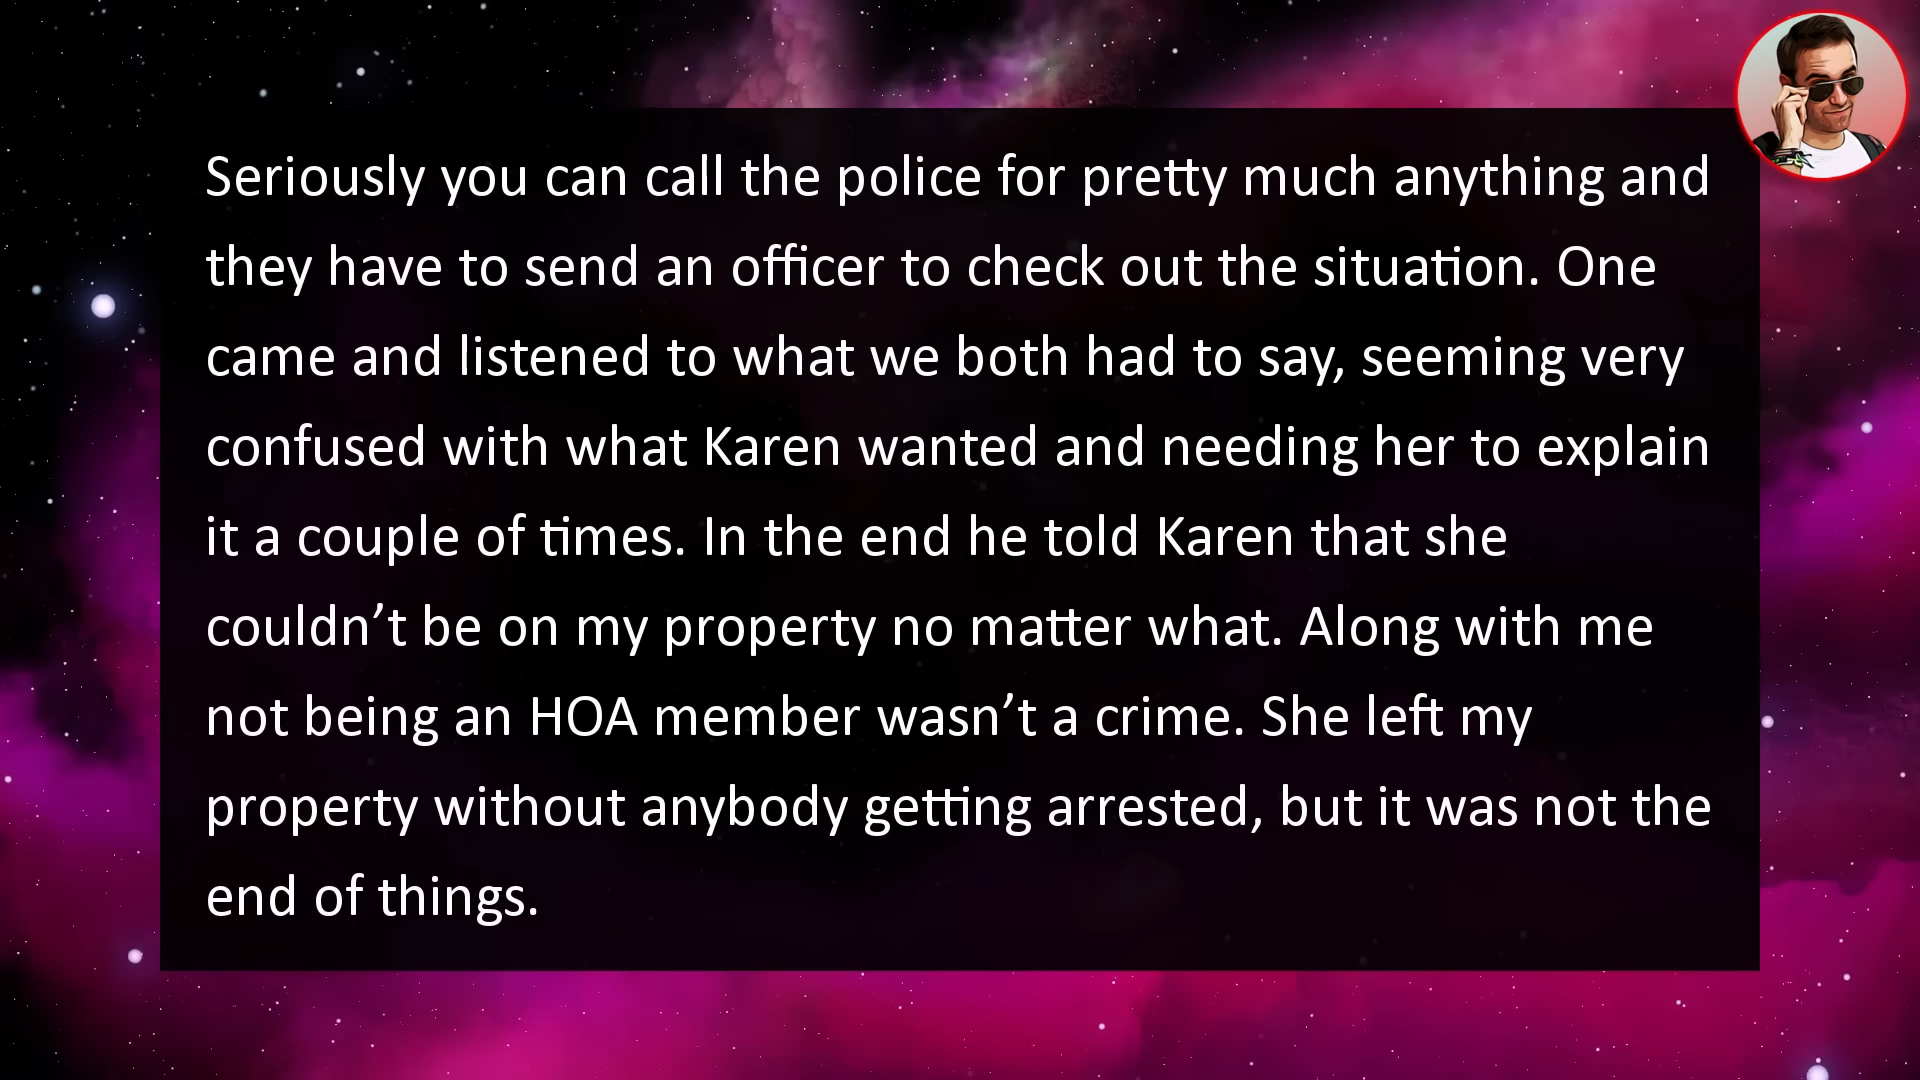 Seriously you can call the police for pretty much anything and
they have to send an officer to check out the situation. One
came and listened to what we both had to say, seeming very
confused with what Karen wanted and needing her to explain
it a couple of times. In the end he told Karen that she
couldn’t be on my property no matter what. Along with me
not being an HOA member wasn’t a crime. She left my
property without anybody getting arrested, but it was not the
end of things.